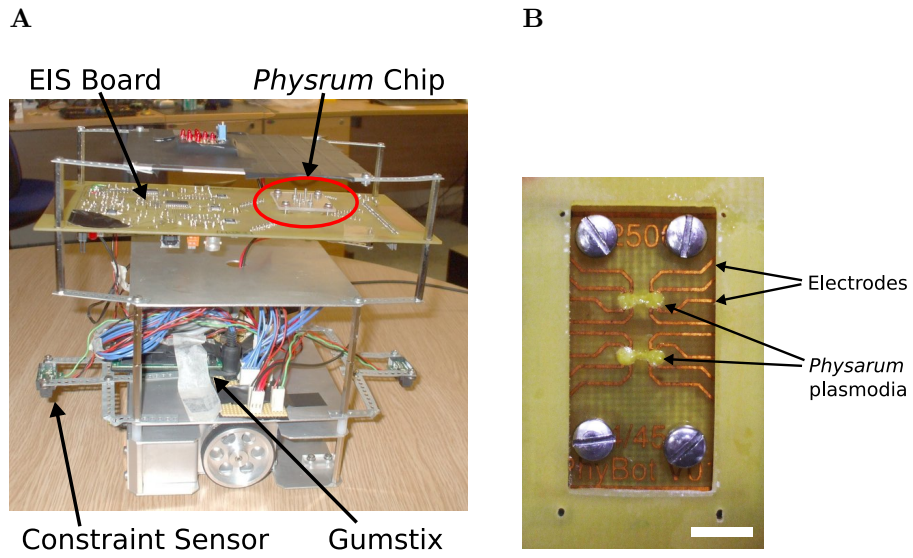 A
B
EIS Board
Physrum Chip
Electrodes
Physarum
plasmodia
Constraint Sensor
Gumstix